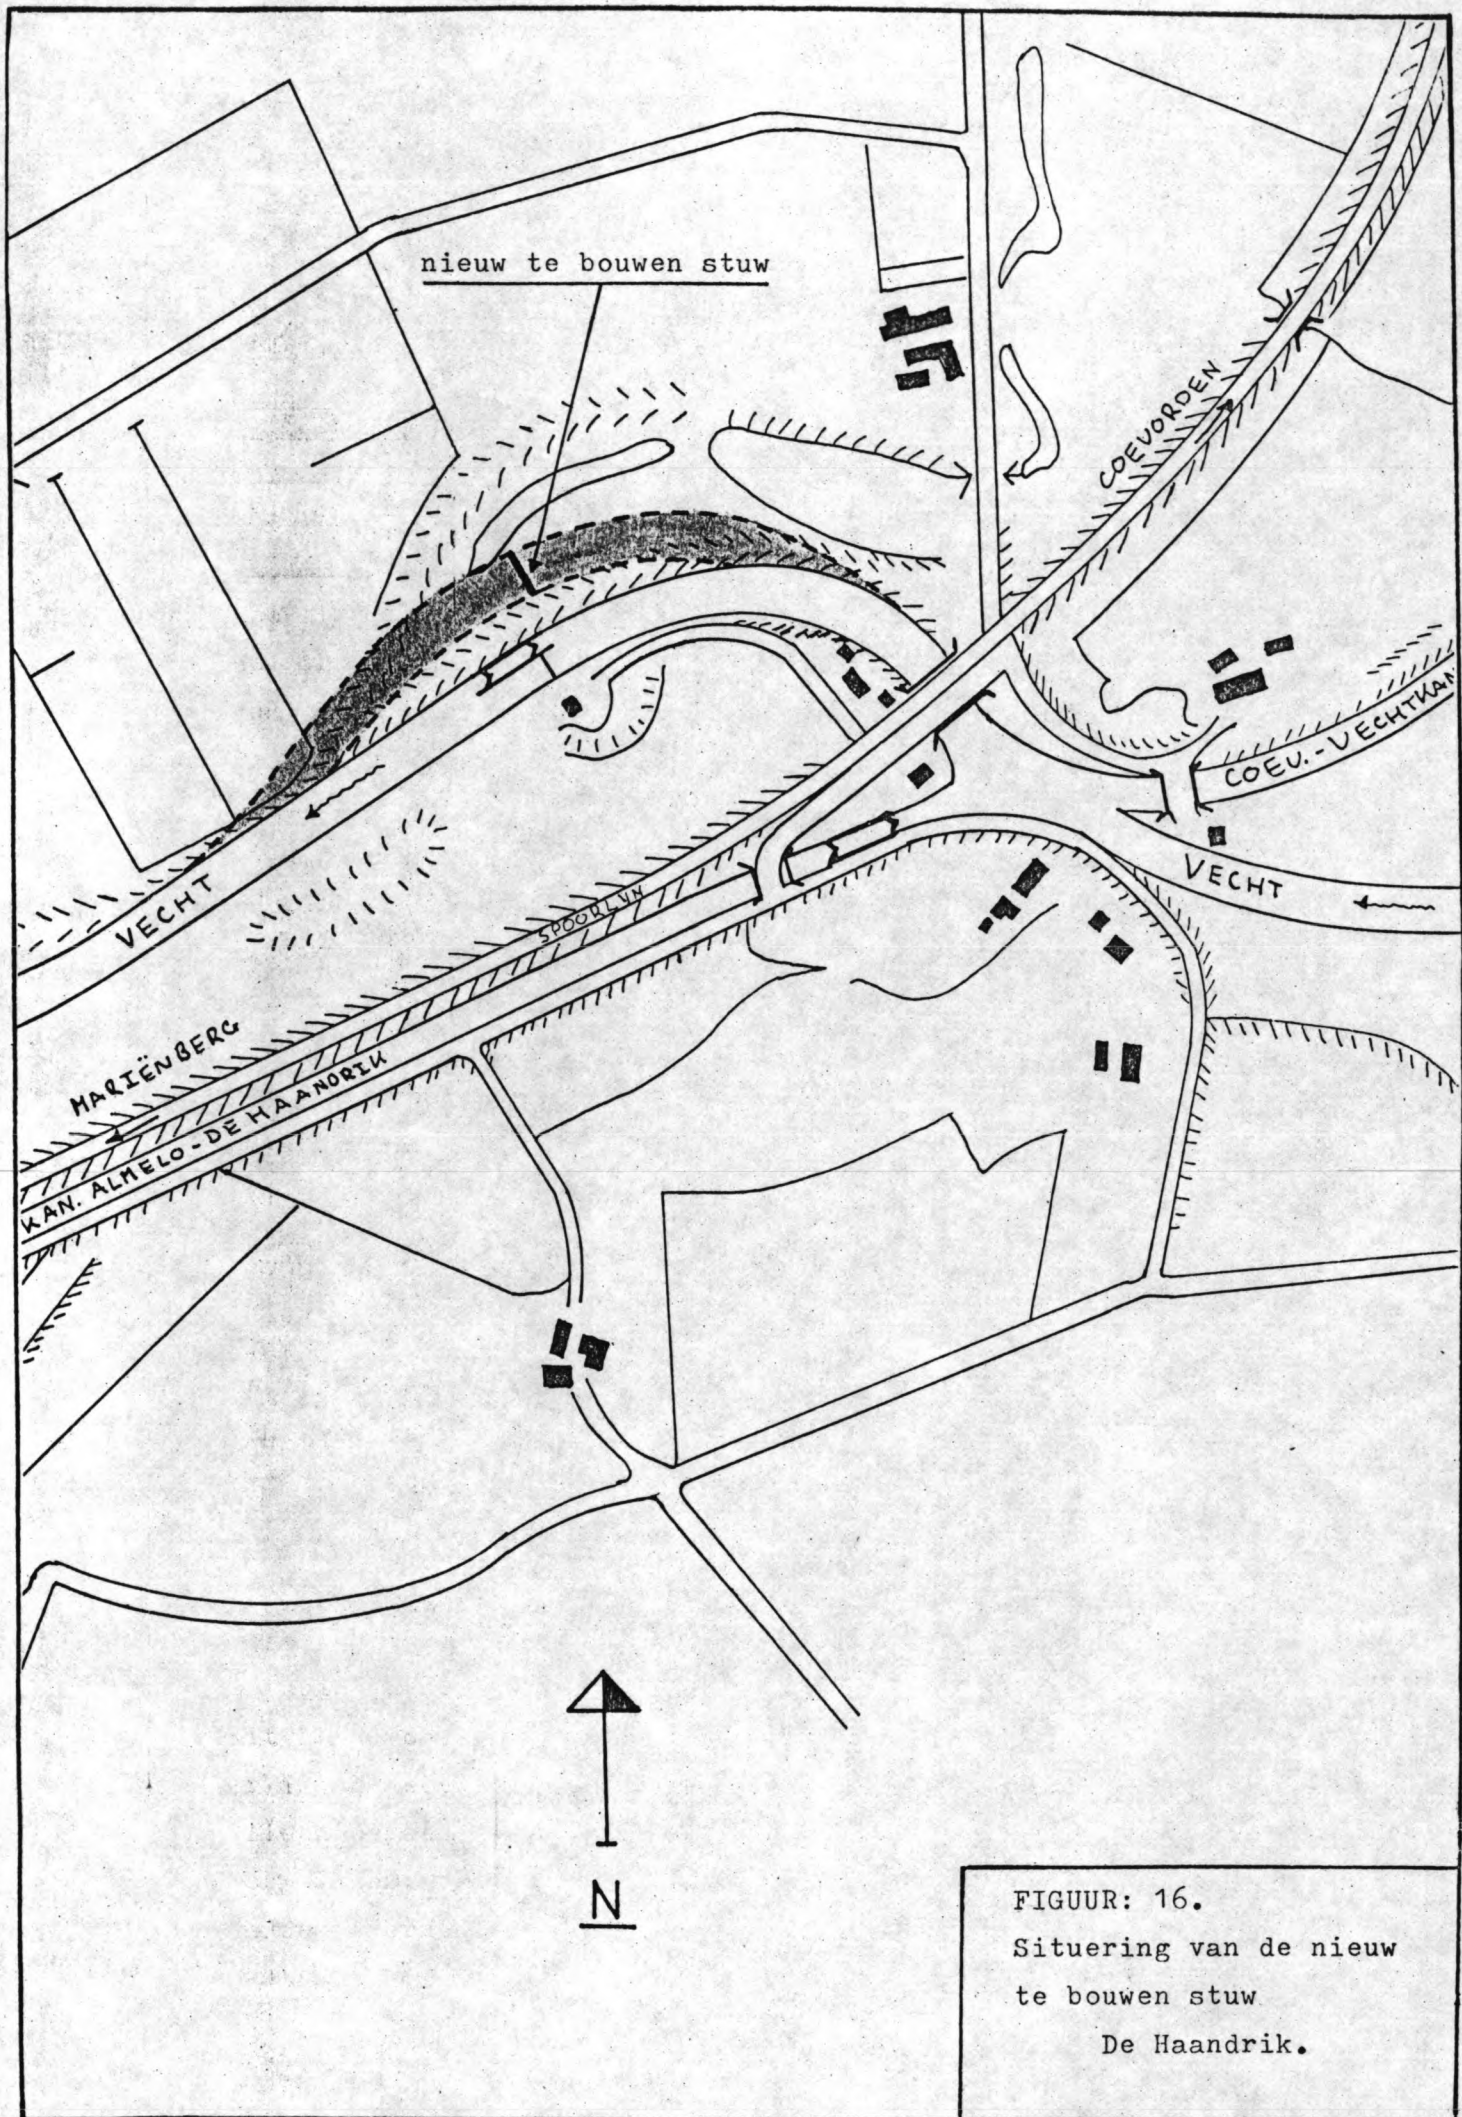 nieuw te bouwen stuw
COEVORDEN
COEV.-VECHTKAN
VECHT
VECHT
SPOORLIJN
MARIËNBERG
KAN. ALMELO-DE HAANDRIK
N
FIGUUR: 16.
Situering van de nieuw
te bouwen stuw
De Haandrik.